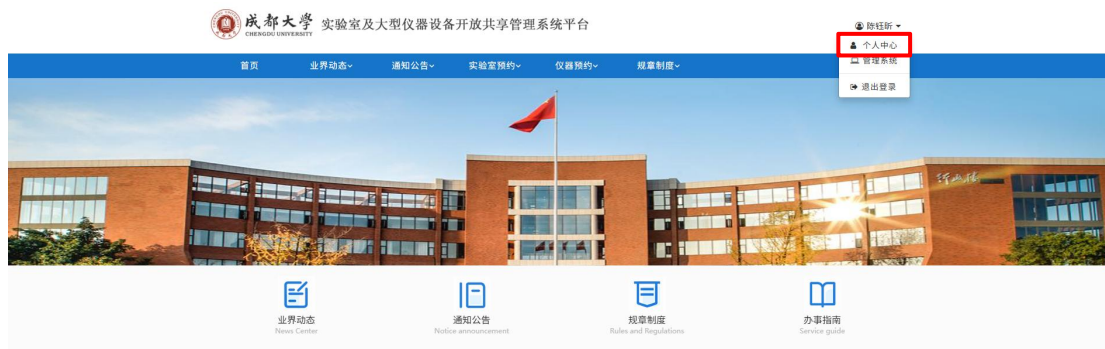 成都大学 实验室及大型仪器设备开放共享管理系统平台
CHENGDU UNIVERSITY
陈钰昕
个人中心
管理系统
退出登录
首页 业界动态 通知公告 实验室预约 仪器预约 规章制度
业界动态 通知公告 规章制度 办事指南
News Center Notice announcement Rules and Regulations Service guide